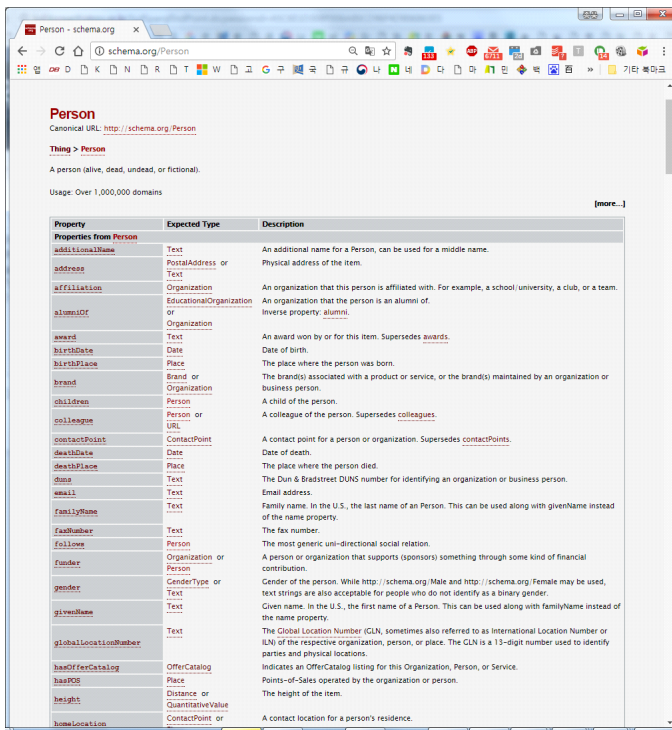 Person - schema.org
schema.org/Person
133
6711
28
14
앱 DB D K N R T W 고 G 구 국 규 나 N 네 D 다 마 민 벡 百 » 기타 북마크
Person
Canonical URL: http://schema.org/Person
Thing > Person
A person (alive, dead, undead, or fictional).
Usage: Over 1,000,000 domains
[more...]
Property Expected Type Description
Properties from Person
additionalName Text An additional name for a Person, can be used for a middle name.
address PostalAddress or Physical address of the item.
Text
affiliation Organization An organization that this person is affiliated with. For example, a school/university, a club, or a team.
alumniOf EducationalOrganization An organization that the person is an alumni of.
or Inverse property: alumni.
Organization
award Text An award won by or for this item. Supersedes awards.
birthDate Date Date of birth.
birthPlace Place The place where the person was born.
brand Brand or The brand(s) associated with a product or service, or the brand(s) maintained by an organization or
Organization business person.
children Person A child of the person.
colleague Person or A colleague of the person. Supersedes colleagues.
URL
contactPoint ContactPoint A contact point for a person or organization. Supersedes contactPoints.
deathDate Date Date of death.
deathPlace Place The place where the person died.
duns Text The Dun & Bradstreet DUNS number for identifying an organization or business person.
email Text Email address.
familyName Text Family name. In the U.S., the last name of an Person. This can be used along with givenName instead
of the name property.
faxNumber Text The fax number.
follows Person The most generic uni-directional social relation.
funder Organization or A person or organization that supports (sponsors) something through some kind of financial
Person contribution.
gender GenderType or Gender of the person. While http://schema.org/Male and http://schema.org/Female may be used,
Text text strings are also acceptable for people who do not identify as a binary gender.
givenName Text Given name. In the U.S., the first name of a Person. This can be used along with familyName instead of
the name property.
globalLocationNumber Text The Global Location Number (GLN, sometimes also referred to as International Location Number or
ILN) of the respective organization, person, or place. The GLN is a 13-digit number used to identify
parties and physical locations.
hasOfferCatalog OfferCatalog Indicates an OfferCatalog listing for this Organization, Person, or Service.
hasPOS Place Points-of-Sales operated by the organization or person.
height Distance or The height of the item.
QuantitativeValue
homeLocation ContactPoint or A contact location for a person's residence.